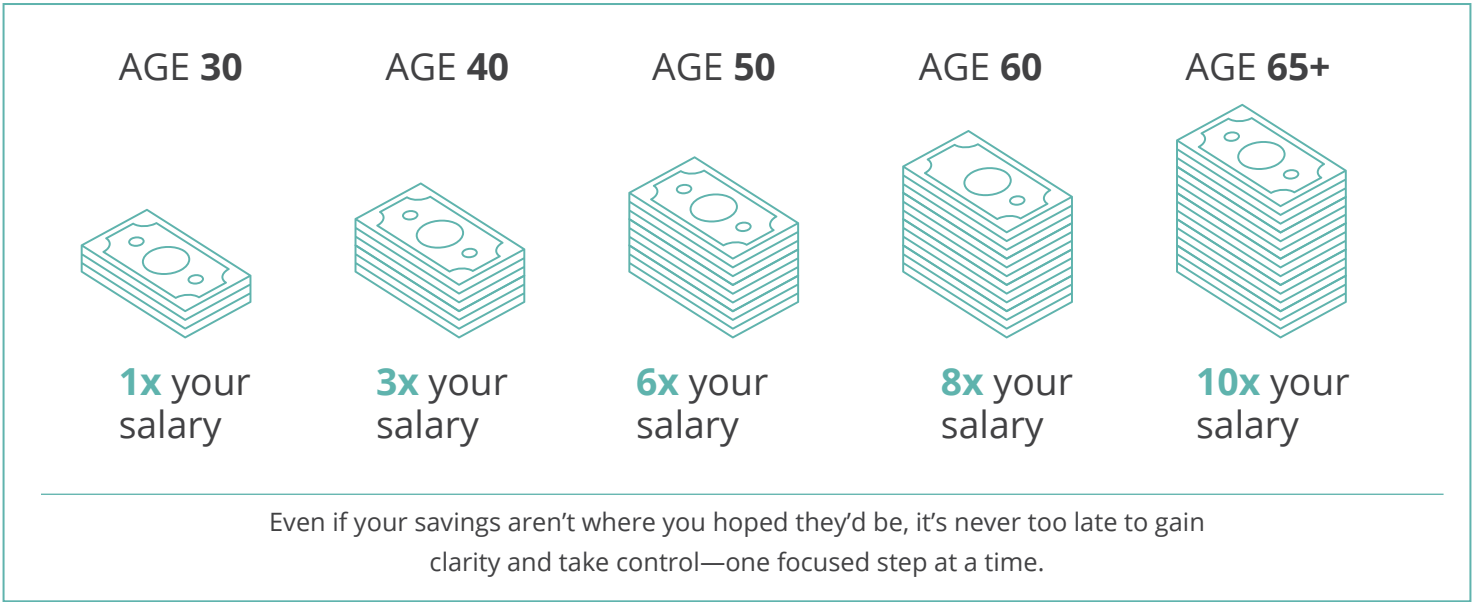 AGE 30
AGE 40
AGE 50
AGE 60
AGE 65+
1x your
salary
3x your
salary
6x your
salary
8x your
salary
10x your
salary
Even if your savings aren’t where you hoped they’d be, it’s never too late to gain
clarity and take control—one focused step at a time.